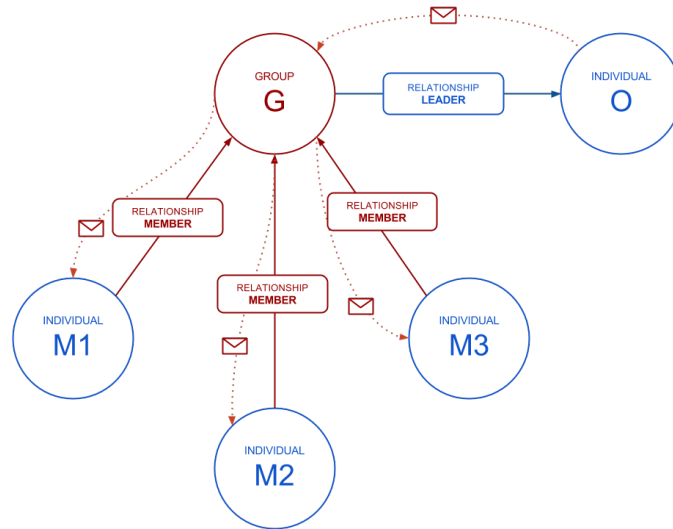 GROUP
G
RELATIONSHIP
LEADER
INDIVIDUAL
O
RELATIONSHIP
MEMBER
RELATIONSHIP
MEMBER
RELATIONSHIP
MEMBER
INDIVIDUAL
M1
INDIVIDUAL
M3
INDIVIDUAL
M2